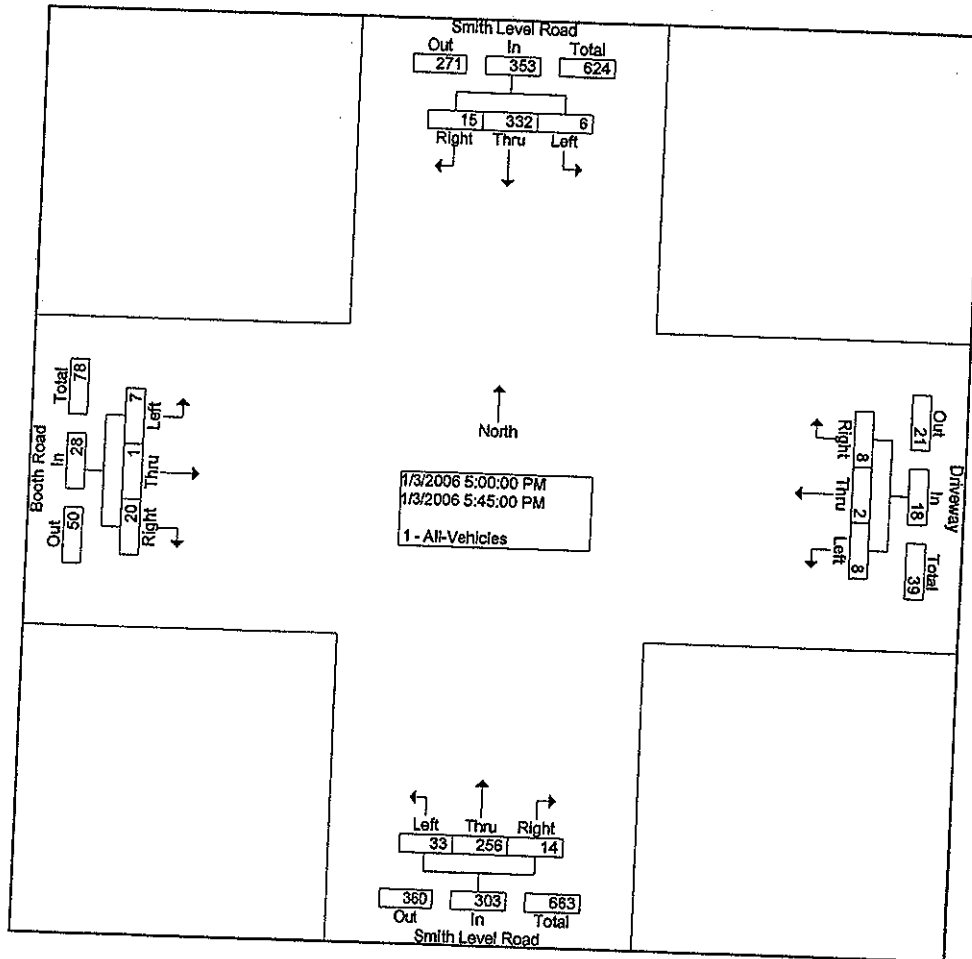 Smith Level Road
Out In Total
271 353 624
15 332 6
Right Thru Left
North
1/3/2006 5:00:00 PM
1/3/2006 5:45:00 PM
1 - All-Vehicles
Booth Road
Total In Out
78 28 50
7 1 20
Left Thru Right
Driveway
Out In Total
21 18 39
8 2 8
Right Thru Left
Left Thru Right
33 256 14
360 303 663
Out In Total
Smith Level Road